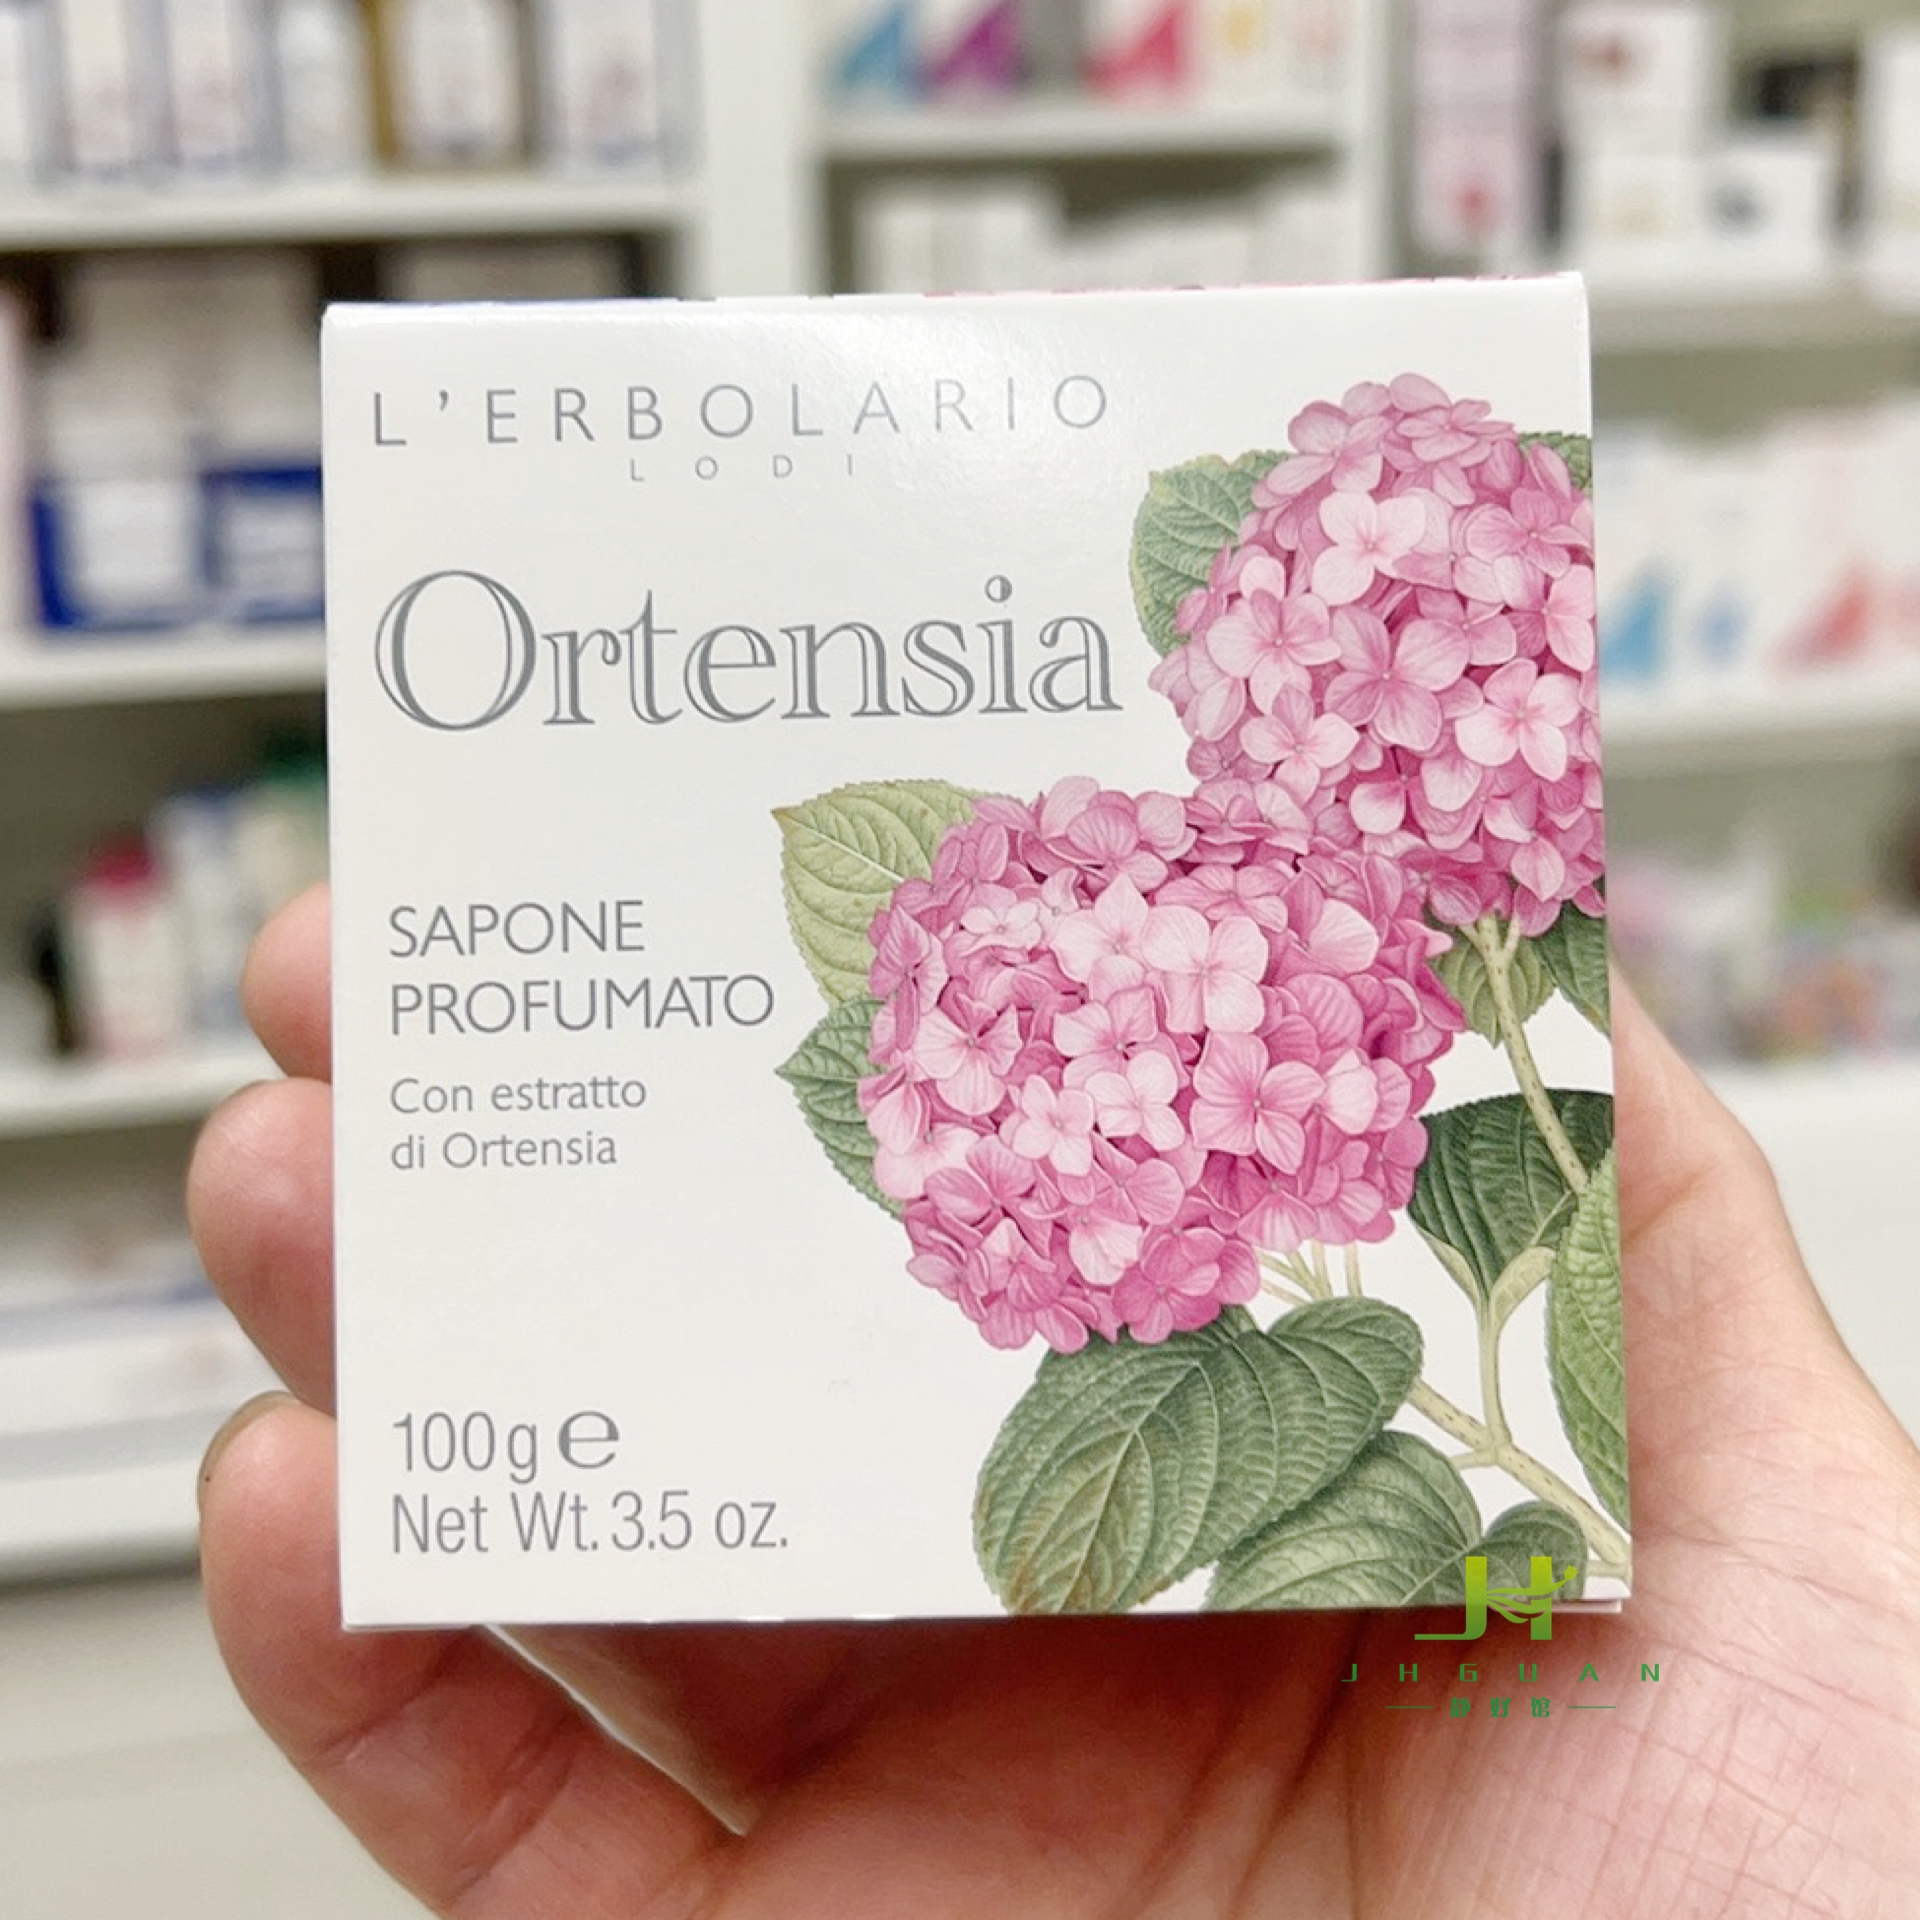 L'ERBOLARIO
LODI
Ortensia
SAPONE
PROFUMATO
Con estratto
di Ortensia
100g ℮
Net Wt. 3.5 oz.
JH
JHGUAN
静好馆